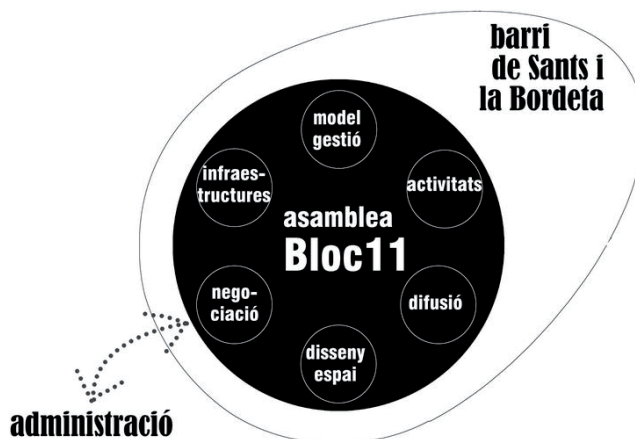 barri
de Sants i
la Bordeta
model
gestió
infraes-
tructures
activitats
asamblea
Bloc11
nego-
ciació
difusió
disseny
espai
administració